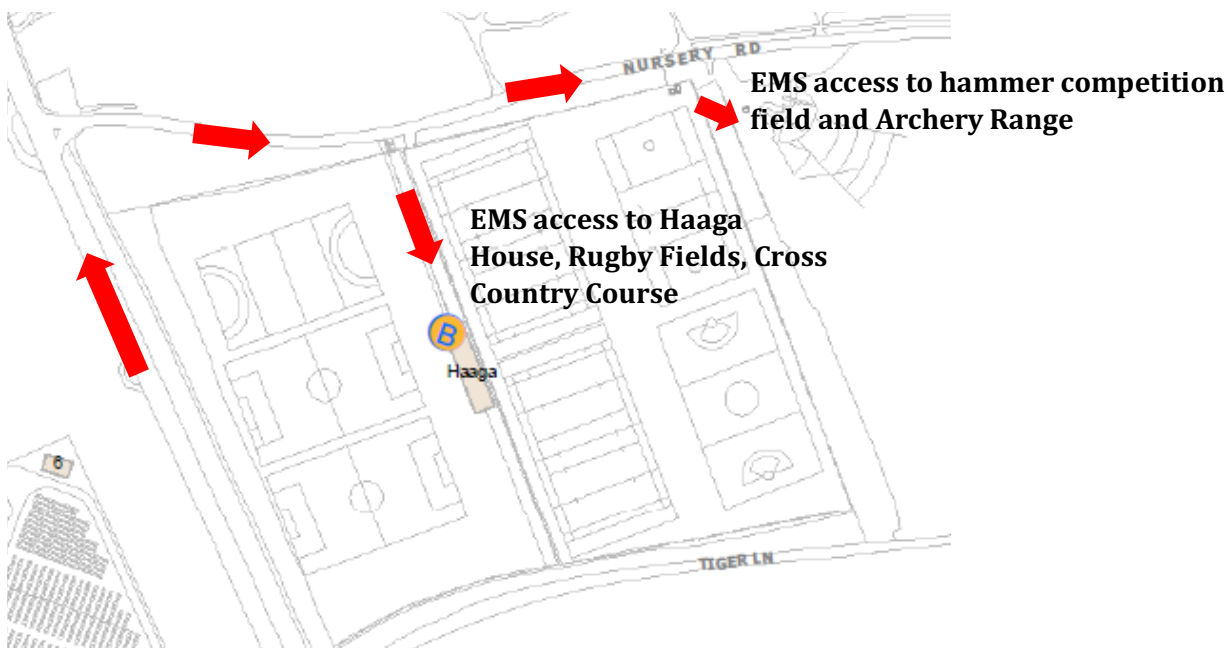 NURSERY RD
EMS access to hammer competition
field and Archery Range
EMS access to Haaga
House, Rugby Fields, Cross
Country Course
B
Haaga
6
TIGER LN